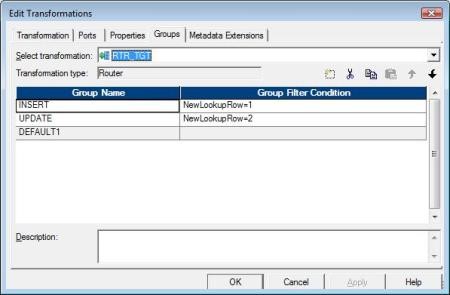 Edit Transformations
Transformation Ports Properties Groups Metadata Extensions
Select transformation: RTR_TGT
Transformation type: Router
Group Name Group Filter Condition
INSERT NewLookupRow=1
UPDATE NewLookupRow=2
DEFAULT1
Description:
OK Cancel Apply Help